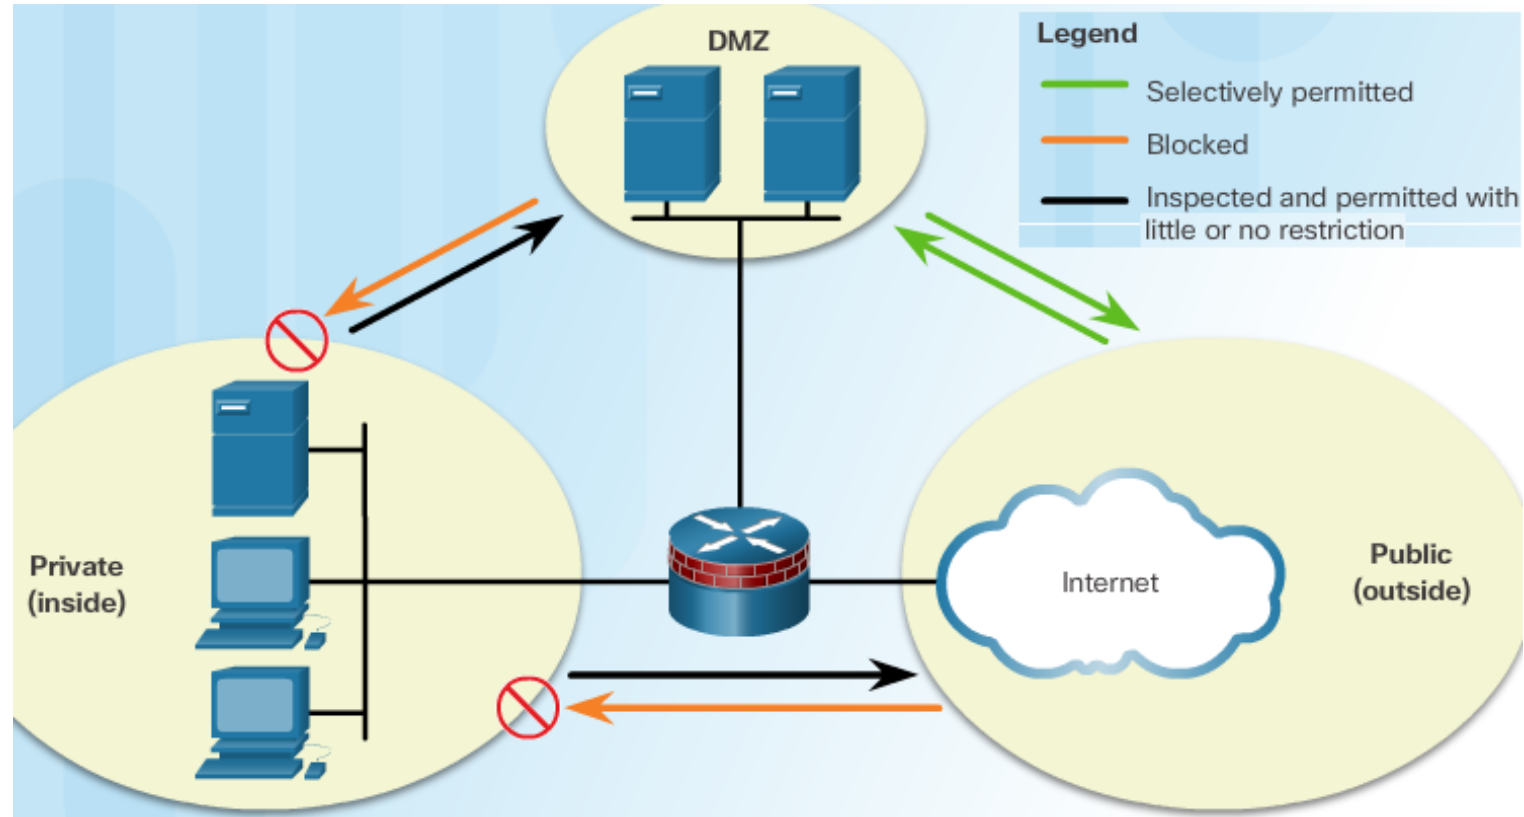 DMZ
Legend
Selectively permitted
Blocked
Inspected and permitted with
little or no restriction
Private
(inside)
Internet
Public
(outside)